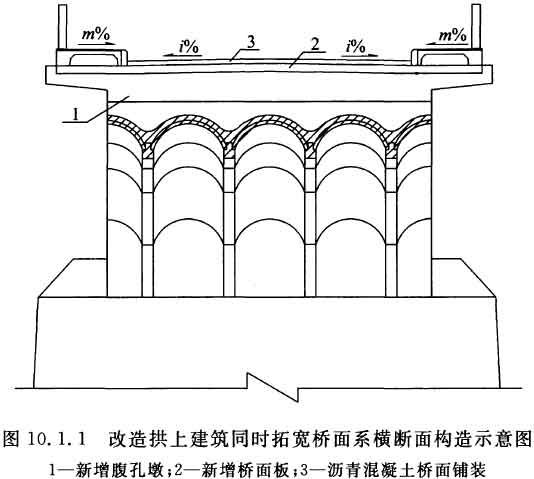 m%
i%
3
2
i%
m%
1
图 10.1.1 改造拱上建筑同时拓宽桥面系横断面构造示意图
1—新增腹孔墩;2—新增桥面板;3—沥青混凝土桥面铺装